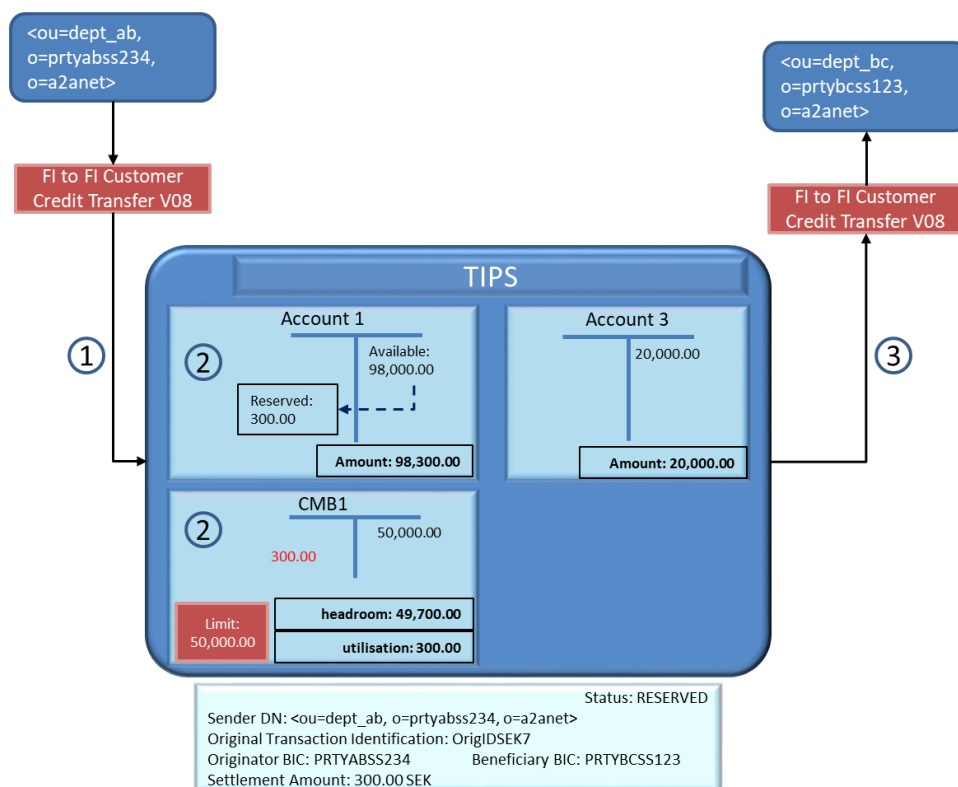 <ou=dept_ab,
o=prtyabss234,
o=a2anet>
<ou=dept_bc,
o=prtybcss123,
o=a2anet>
FI to FI Customer
Credit Transfer V08
FI to FI Customer
Credit Transfer V08
TIPS
1
2
Account 1
Available:
98,000.00
Reserved:
300.00
Amount: 98,300.00
Account 3
20,000.00
Amount: 20,000.00
3
2
CMB1
50,000.00
300.00
Limit:
50,000.00
headroom: 49,700.00
utilisation: 300.00
Status: RESERVED
Sender DN: <ou=dept_ab, o=prtyabss234, o=a2anet>
Original Transaction Identification: OrigIDSEK7
Originator BIC: PRTYABSS234 Beneficiary BIC: PRTYBCSS123
Settlement Amount: 300.00 SEK